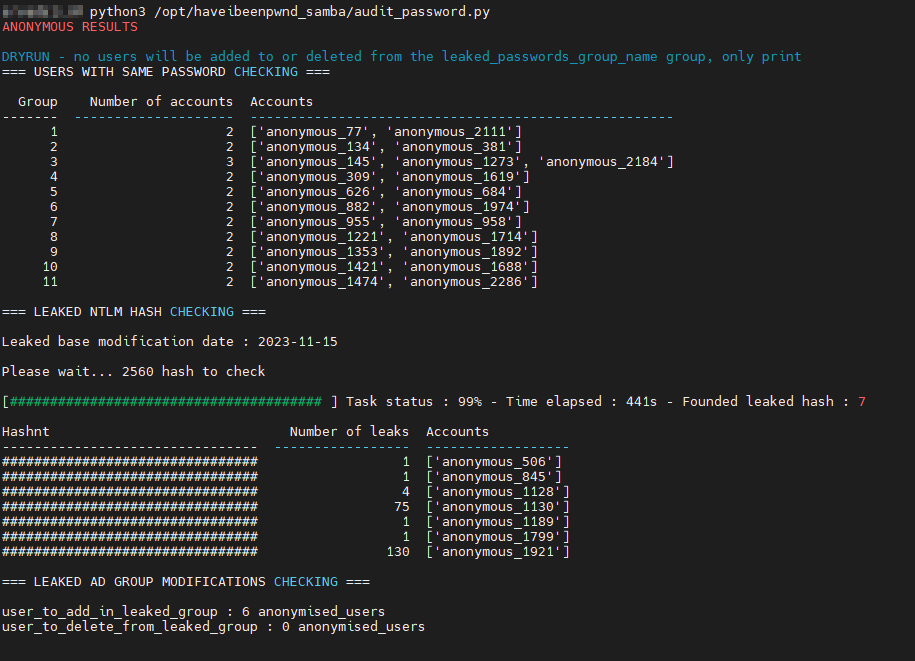 python3 /opt/haveibeenpwnd_samba/audit_password.py
ANONYMOUS RESULTS
DRYRUN - no users will be added to or deleted from the leaked_passwords_group_name group, only print
=== USERS WITH SAME PASSWORD CHECKING ===
Group    Number of accounts  Accounts
-------  --------------------  -----------------------------------------------------
1    2  ['anonymous_77', 'anonymous_2111']
2    2  ['anonymous_134', 'anonymous_381']
3    3  ['anonymous_145', 'anonymous_1273', 'anonymous_2184']
4    2  ['anonymous_309', 'anonymous_1619']
5    2  ['anonymous_626', 'anonymous_684']
6    2  ['anonymous_882', 'anonymous_1974']
7    2  ['anonymous_955', 'anonymous_958']
8    2  ['anonymous_1221', 'anonymous_1714']
9    2  ['anonymous_1353', 'anonymous_1892']
10    2  ['anonymous_1421', 'anonymous_1688']
11    2  ['anonymous_1474', 'anonymous_2286']
=== LEAKED NTLM HASH CHECKING ===
Leaked base modification date : 2023-11-15
Please wait... 2560 hash to check
[####################################### ] Task status : 99% - Time elapsed : 441s - Founded leaked hash : 7
Hashnt    Number of leaks  Accounts
--------------------------------  -----------------  ------------------
################################    1  ['anonymous_506']
################################    1  ['anonymous_845']
################################    4  ['anonymous_1128']
################################    75  ['anonymous_1130']
################################    1  ['anonymous_1189']
################################    1  ['anonymous_1799']
################################    130  ['anonymous_1921']
=== LEAKED AD GROUP MODIFICATIONS CHECKING ===
user_to_add_in_leaked_group : 6 anonymised_users
user_to_delete_from_leaked_group : 0 anonymised_users